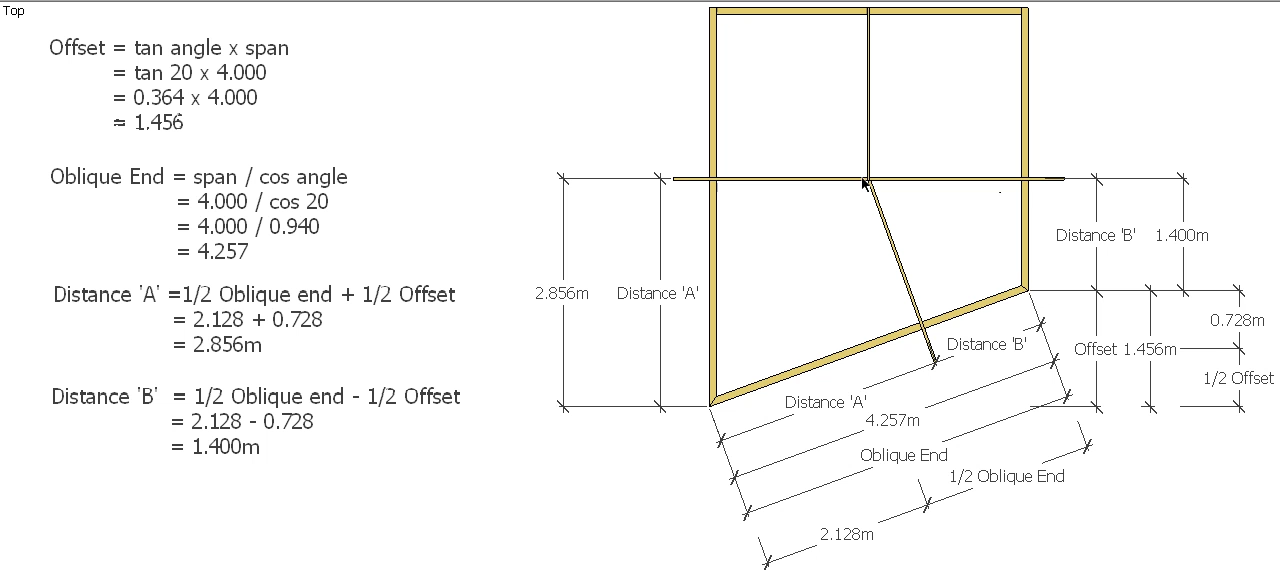 Top
Offset = tan angle x span
= tan 20 x 4.000
= 0.364 x 4.000
= 1.456
Oblique End = span / cos angle
= 4.000 / cos 20
= 4.000 / 0.940
= 4.257
Distance 'A' =1/2 Oblique end + 1/2 Offset
= 2.128 + 0.728
= 2.856m
Distance 'B' = 1/2 Oblique end - 1/2 Offset
= 2.128 - 0.728
= 1.400m
2.856m
Distance 'A'
Distance 'B'
1.400m
0.728m
Offset 1.456m
1/2 Offset
Distance 'B'
Distance 'A'
4.257m
Oblique End
1/2 Oblique End
2.128m